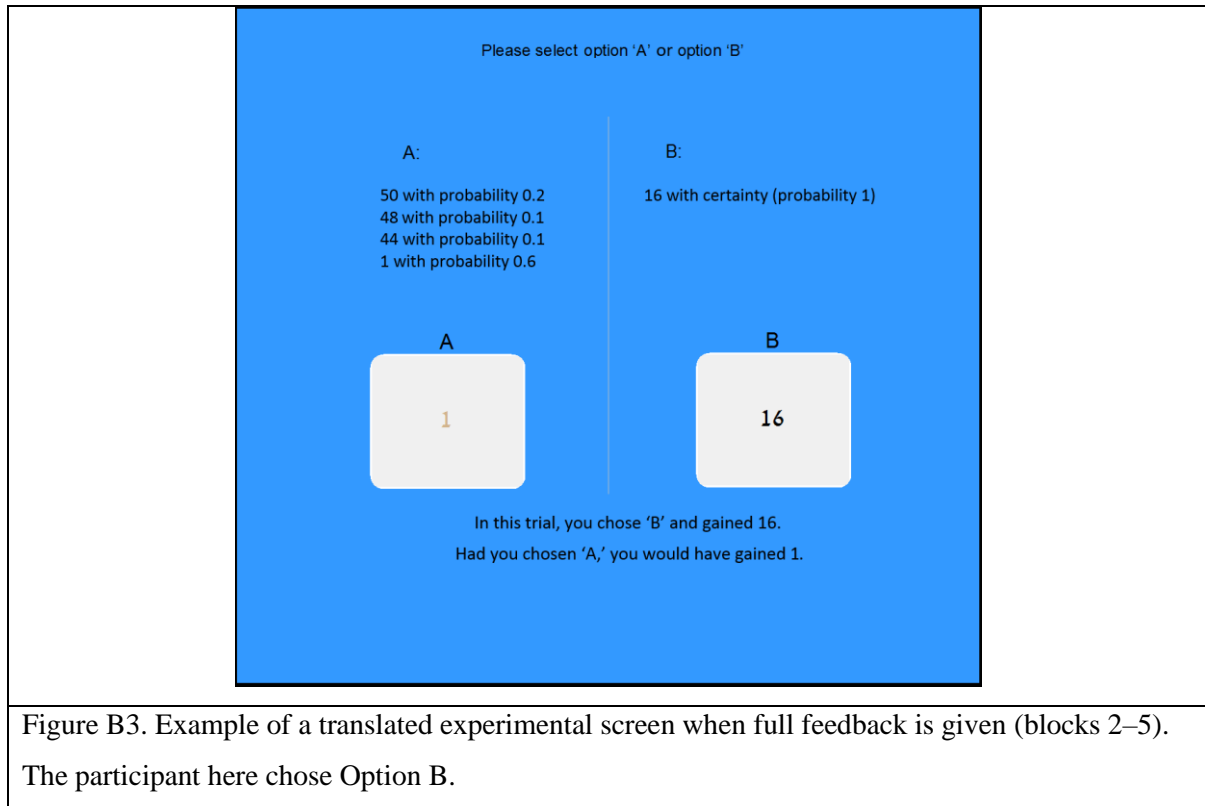 Please select option ‘A’ or option ‘B’
A:
50 with probability 0.2
48 with probability 0.1
44 with probability 0.1
1 with probability 0.6
B:
16 with certainty (probability 1)
A
1
B
16
In this trial, you chose ‘B’ and gained 16.
Had you chosen ‘A,’ you would have gained 1.
Figure B3. Example of a translated experimental screen when full feedback is given (blocks 2–5).
The participant here chose Option B.